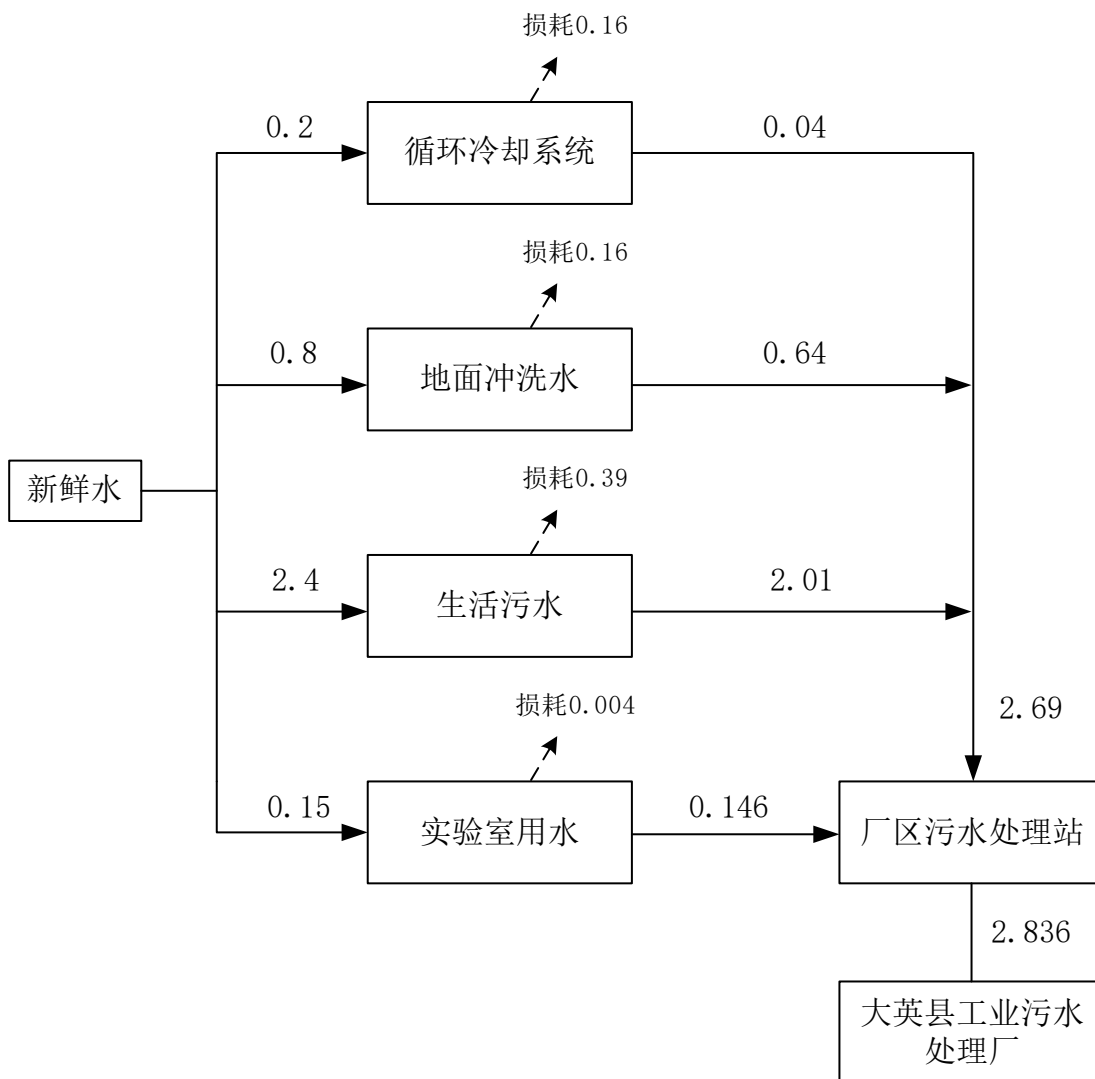 损耗0.16
0.2
循环冷却系统
0.04
损耗0.16
0.8
地面冲洗水
0.64
新鲜水
损耗0.39
2.4
生活污水
2.01
损耗0.004
2.69
0.15
实验室用水
0.146
厂区污水处理站
2.836
大英县工业污水
处理厂